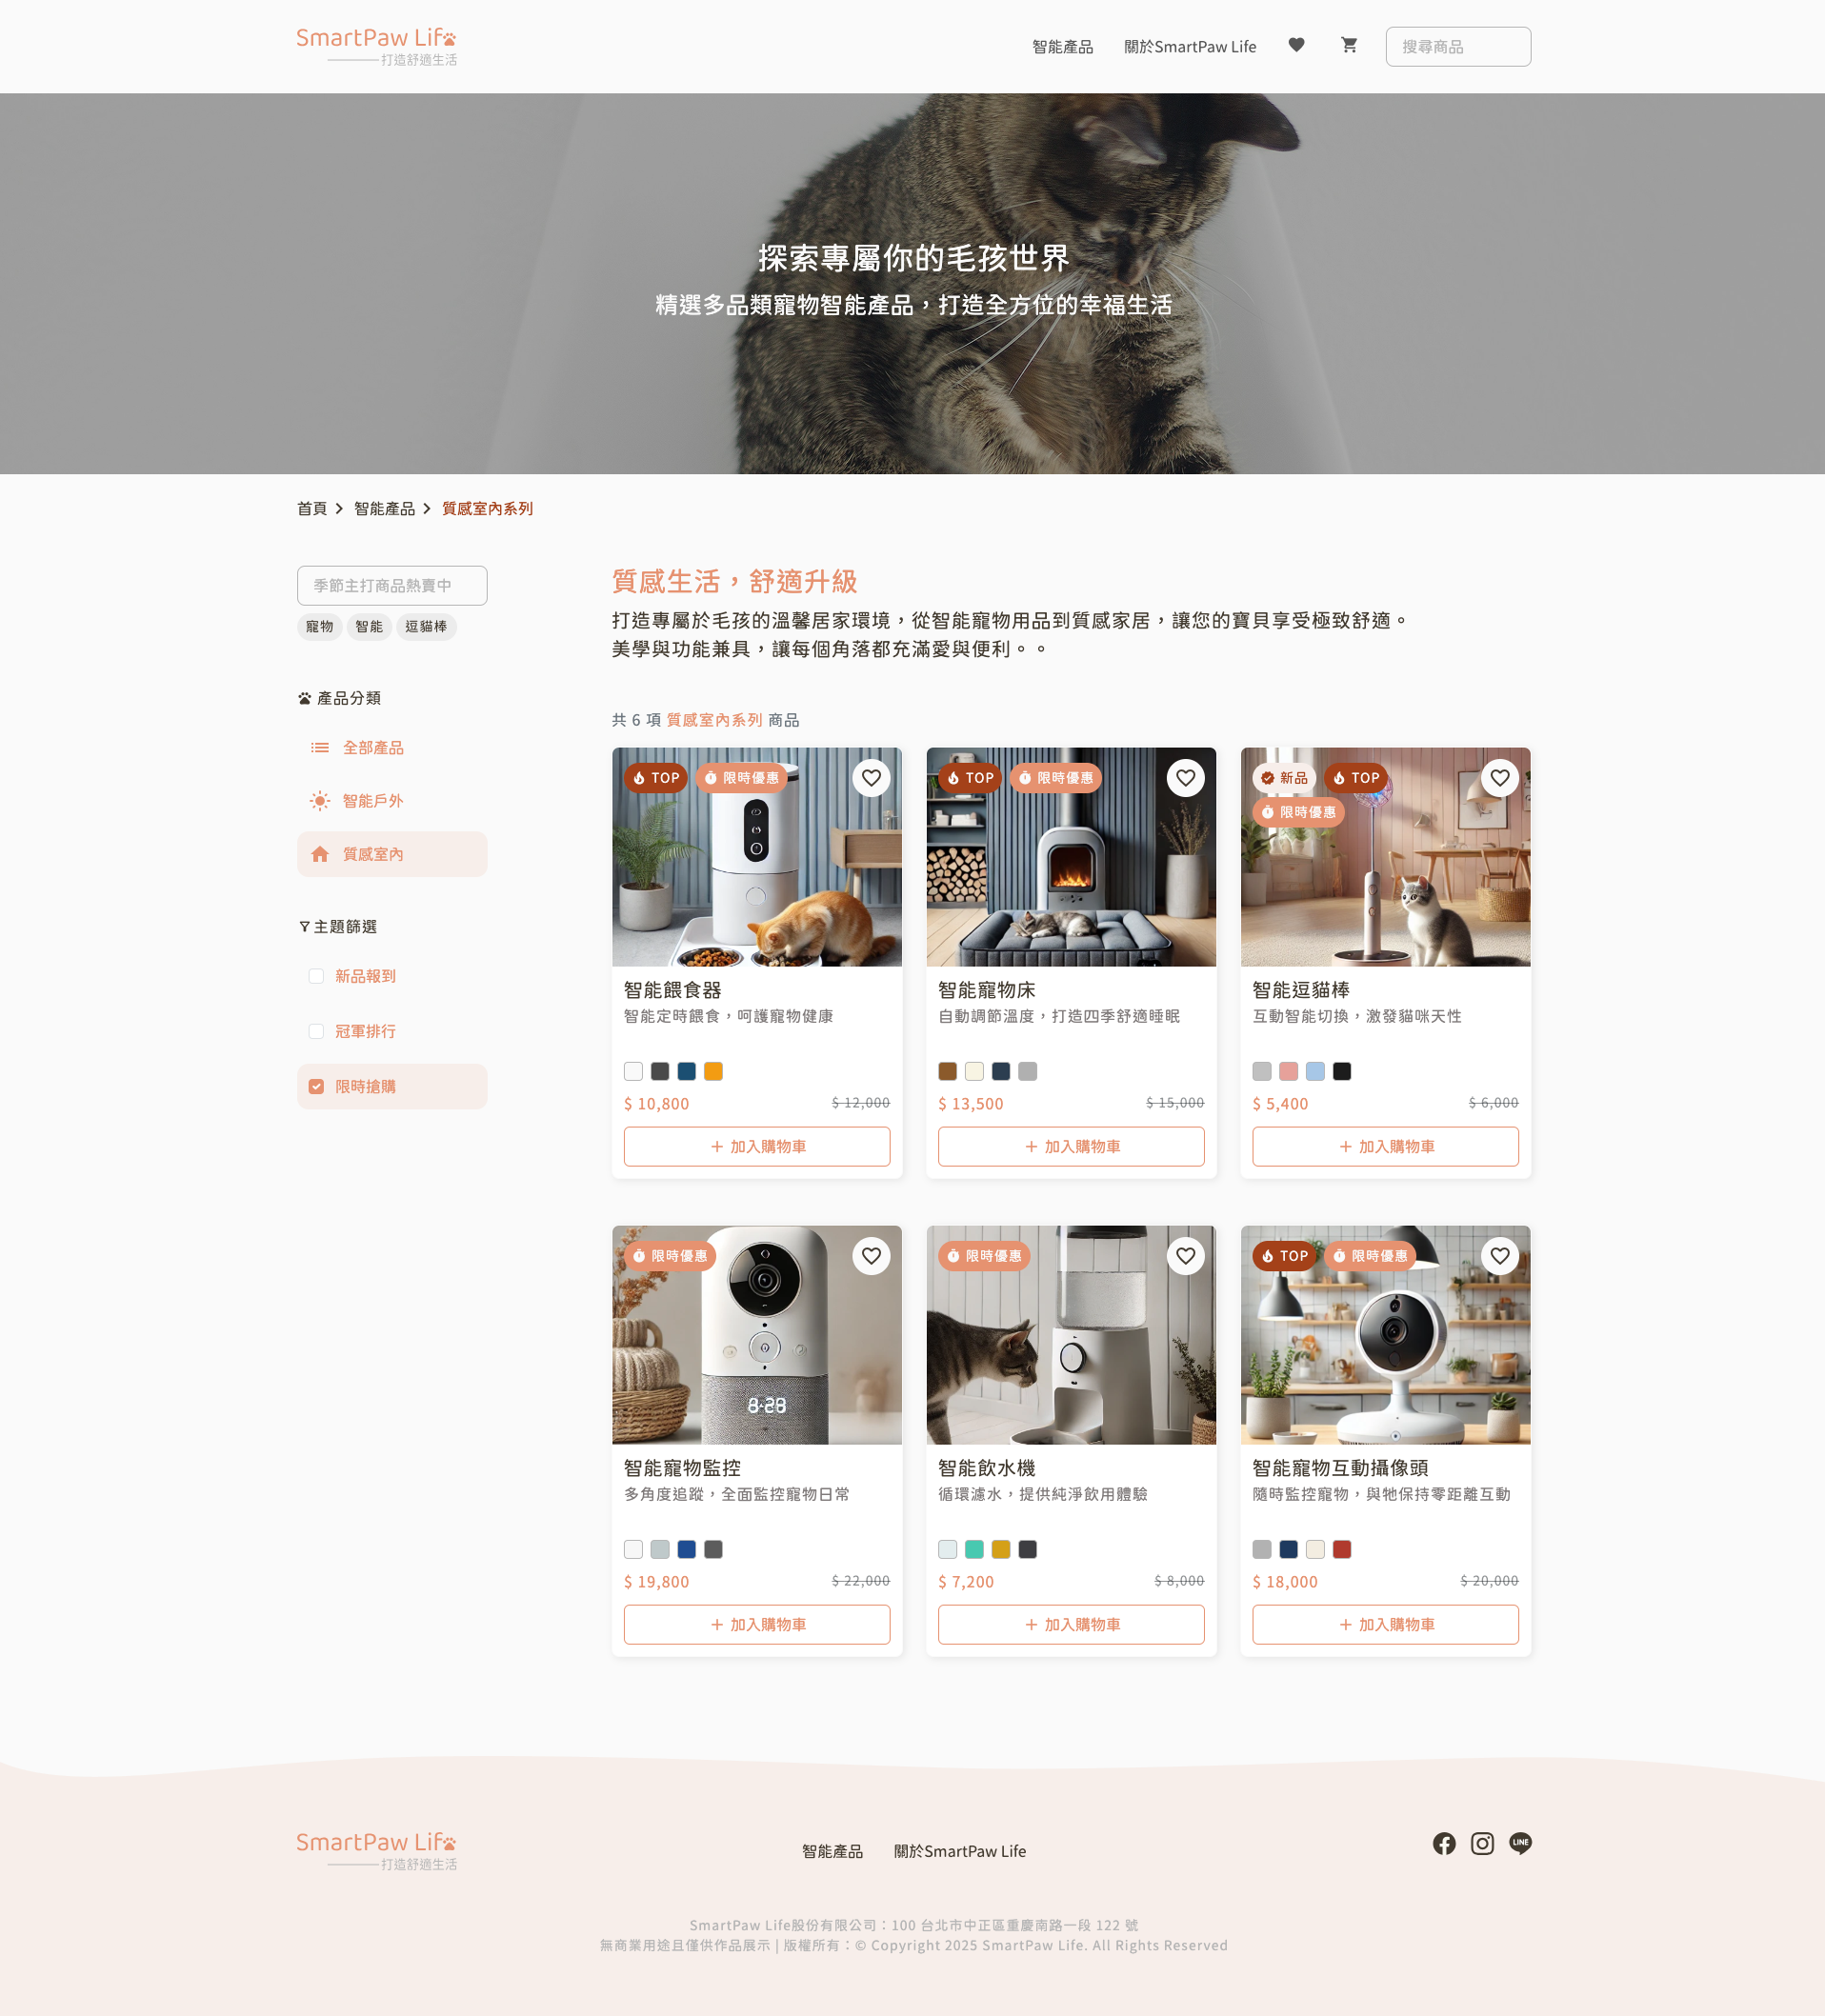 SmartPaw Life
打造舒適生活
智能產品
關於SmartPaw Life
搜尋商品
探索專屬你的毛孩世界
精選多品類寵物智能產品，打造全方位的幸福生活
首頁
智能產品
質感室內系列
季節主打商品熱賣中
寵物 智能 逗貓棒
產品分類
全部產品
智能戶外
質感室內
主題篩選
新品報到
冠軍排行
限時搶購
質感生活，舒適升級
打造專屬於毛孩的溫馨居家環境，從智能寵物用品到質感家居，讓您的寶貝享受極致舒適。
美學與功能兼具，讓每個角落都充滿愛與便利。。
共 6 項 質感室內系列 商品
TOP 限時優惠
智能餵食器
智能定時餵食，呵護寵物健康
$ 10,800 $ 12,000
加入購物車
TOP 限時優惠
智能寵物床
自動調節溫度，打造四季舒適睡眠
$ 13,500 $ 15,000
加入購物車
新品 TOP
限時優惠
智能逗貓棒
互動智能切換，激發貓咪天性
$ 5,400 $ 6,000
加入購物車
限時優惠
8:28
智能寵物監控
多角度追蹤，全面監控寵物日常
$ 19,800 $ 22,000
加入購物車
限時優惠
智能飲水機
循環濾水，提供純淨飲用體驗
$ 7,200 $ 8,000
加入購物車
TOP 限時優惠
智能寵物互動攝像頭
隨時監控寵物，與牠保持零距離互動
$ 18,000 $ 20,000
加入購物車
SmartPaw Life
打造舒適生活
智能產品
關於SmartPaw Life
LINE
SmartPaw Life股份有限公司：100 台北市中正區重慶南路一段 122 號
無商業用途且僅供作品展示 | 版權所有：© Copyright 2025 SmartPaw Life. All Rights Reserved